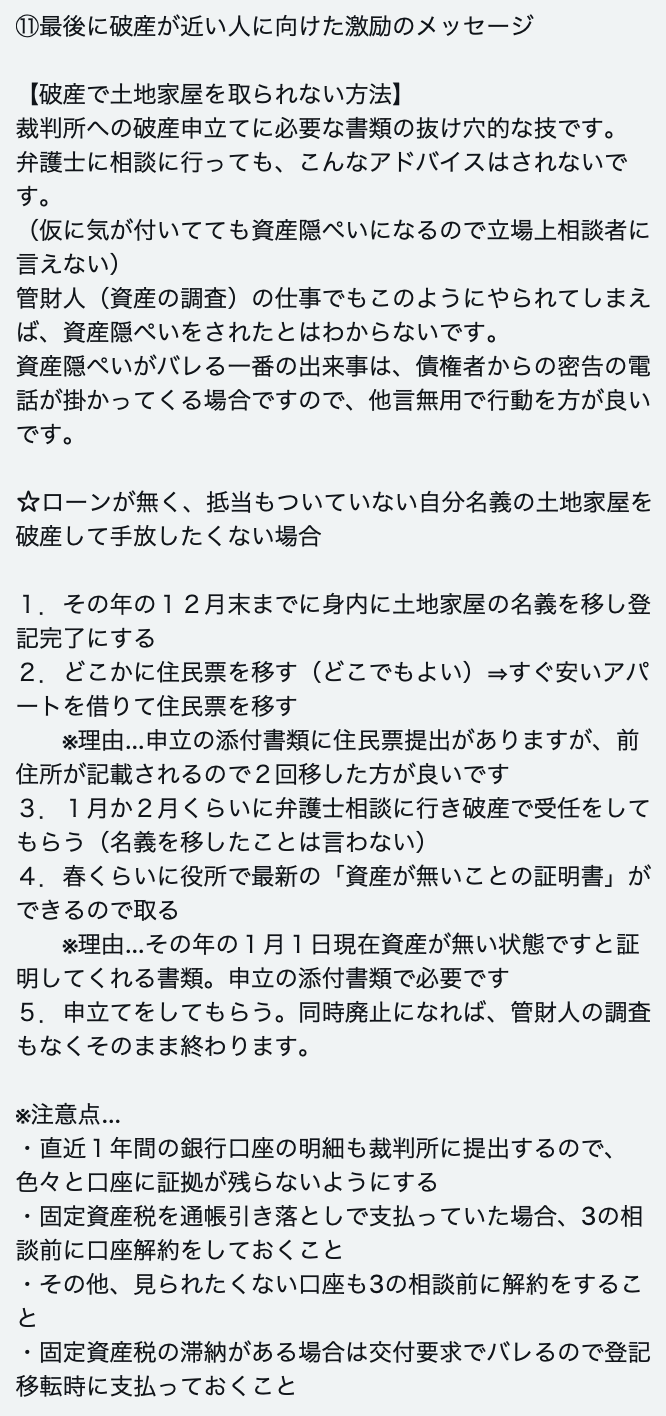 ⑪最後に破産が近い人に向けた激励のメッセージ
【破産で土地家屋を取られない方法】
裁判所への破産申立てに必要な書類の抜け穴的な技です。
弁護士に相談に行っても、こんなアドバイスはされないで
す。
（仮に気が付いてても資産隠ぺいになるので立場上相談者に
言えない）
管財人（資産の調査）の仕事でもこのようにやられてしまえ
ば、資産隠ぺいをされたとはわからないです。
資産隠ぺいがバレる一番の出来事は、債権者からの密告の電
話が掛かってくる場合ですので、他言無用で行動を方が良い
です。
☆ローンが無く、抵当もついていない自分名義の土地家屋を
破産して手放したくない場合
１．その年の１２月末までに身内に土地家屋の名義を移し登
記完了にする
２．どこかに住民票を移す（どこでもよい）⇒すぐ安いアパ
ートを借りて住民票を移す
※理由…申立の添付書類に住民票提出がありますが、前
住所が記載されるので２回移した方が良いです
３．１月か２月くらいに弁護士相談に行き破産で受任をして
もらう（名義を移したことは言わない）
４．春くらいに役所で最新の「資産が無いことの証明書」が
できるので取る
※理由…その年の１月１日現在資産が無い状態ですと証
明してくれる書類。申立の添付書類で必要です
５．申立てをしてもらう。同時廃止になれば、管財人の調査
もなくそのまま終わります。
※注意点…
・直近１年間の銀行口座の明細も裁判所に提出するので、
色々と口座に証拠が残らないようにする
・固定資産税を通帳引き落としで支払っていた場合、3の相
談前に口座解約をしておくこと
・その他、見られたくない口座も3の相談前に解約をするこ
と
・固定資産税の滞納がある場合は交付要求でバレるので登記
移転時に支払っておくこと